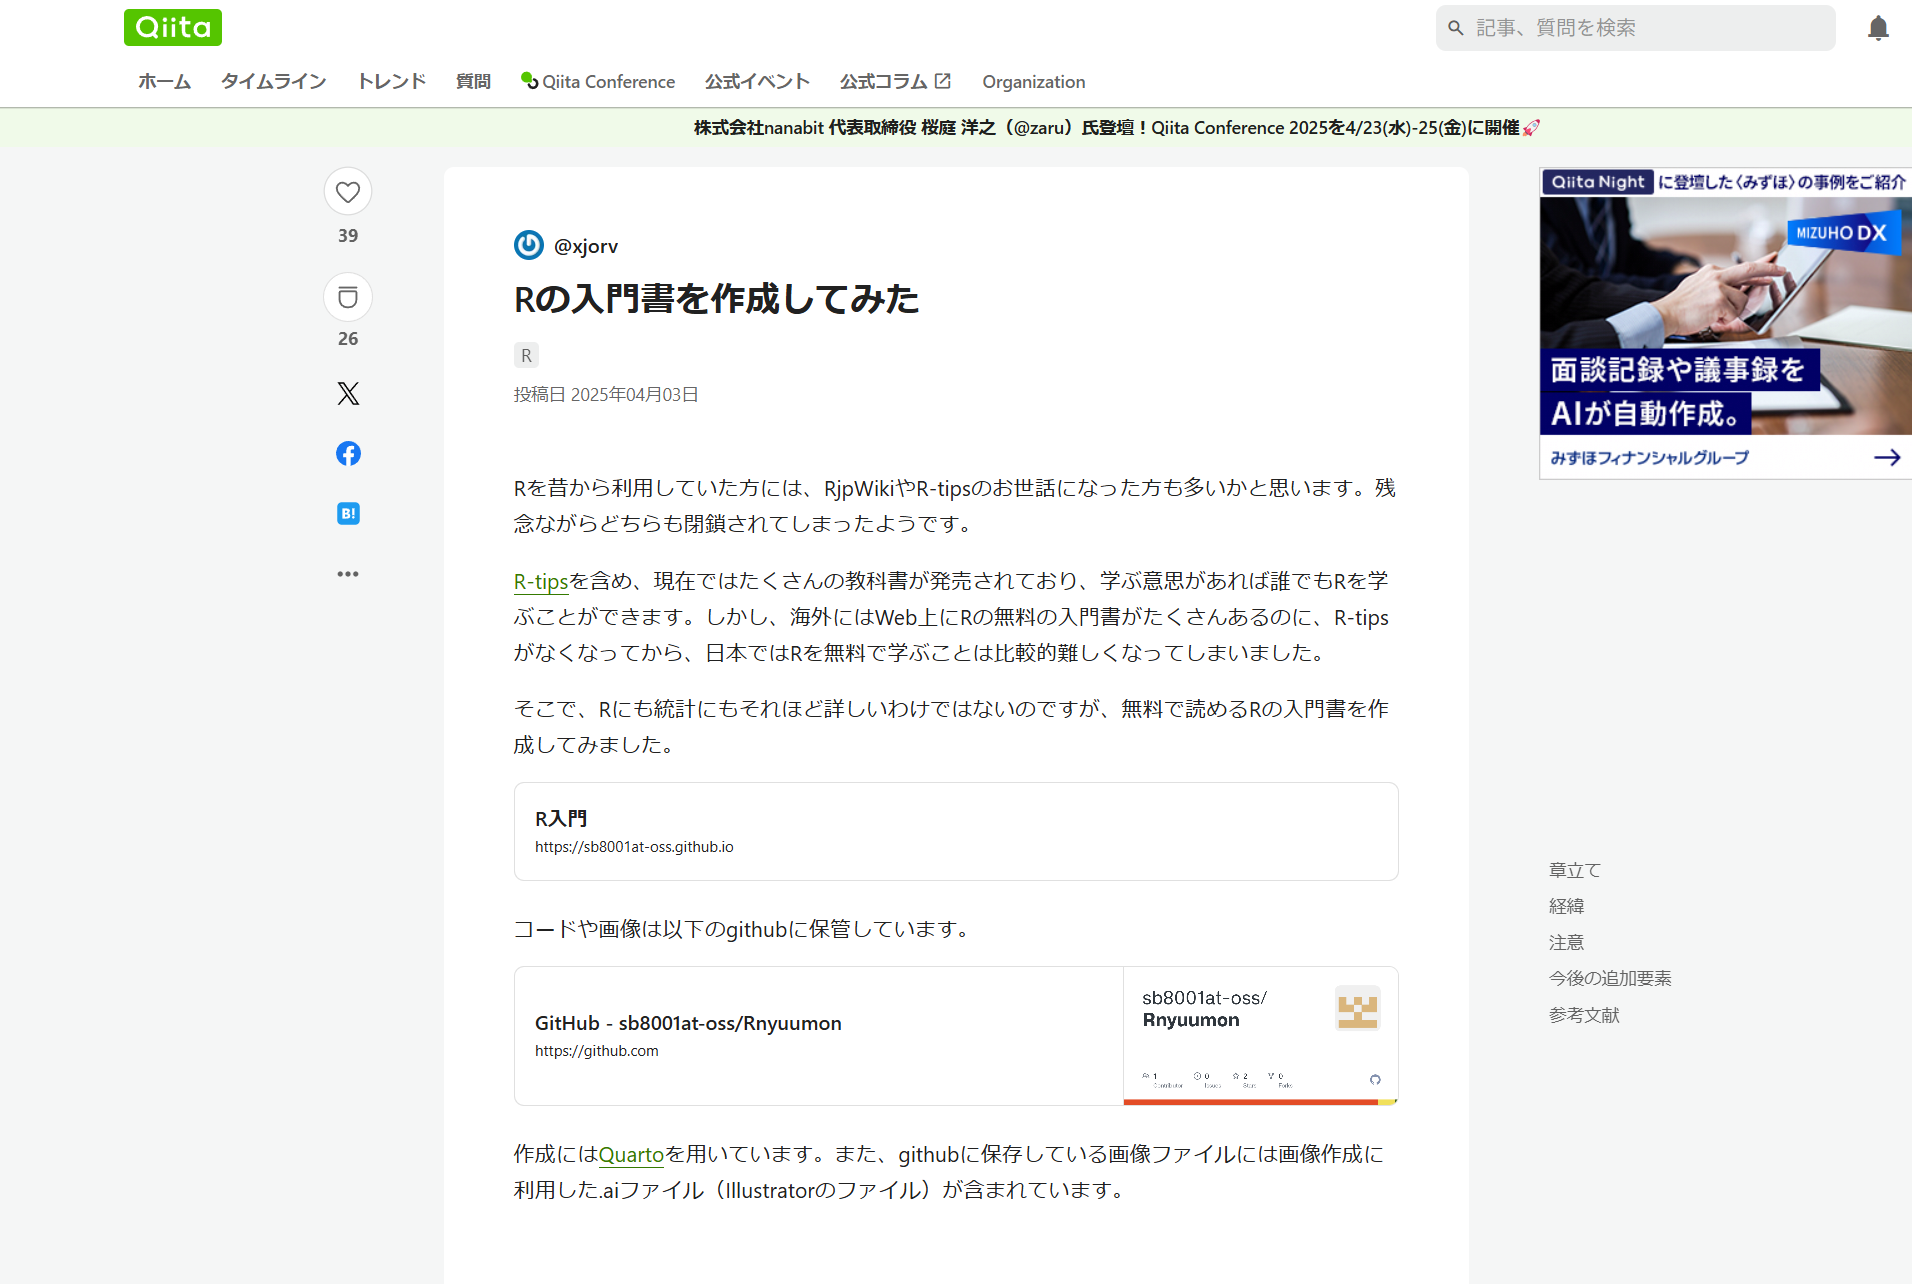 Qiita
記事、質問を検索
ホーム タイムライン トレンド 質問 Qiita Conference 公式イベント 公式コラム Organization
株式会社nanabit 代表取締役 桜庭 洋之（@zaru）氏登壇！Qiita Conference 2025を4/23(水)-25(金)に開催🚀
39
26
B!
@xjorv
Rの入門書を作成してみた
R
投稿日 2025年04月03日
Rを昔から利用していた方には、RjpWikiやR-tipsのお世話になった方も多いかと思います。残
念ながらどちらも閉鎖されてしまったようです。
R-tipsを含め、現在ではたくさんの教科書が発売されており、学ぶ意思があれば誰でもRを学
ぶことができます。しかし、海外にはWeb上にRの無料の入門書がたくさんあるのに、R-tips
がなくなってから、日本ではRを無料で学ぶことは比較的難しくなってしまいました。
そこで、Rにも統計にもそれほど詳しいわけではないのですが、無料で読めるRの入門書を作
成してみました。
R入門
https://sb8001at-oss.github.io
コードや画像は以下のgithubに保管しています。
GitHub - sb8001at-oss/Rnyuumon
https://github.com
sb8001at-oss/
Rnyuumon
1 0 2 0
Contributor Issues Stars Forks
作成にはQuartoを用いています。また、githubに保存している画像ファイルには画像作成に
利用した.aiファイル（Illustratorのファイル）が含まれています。
Qiita Night に登壇した〈みずほ〉の事例をご紹介
MIZUHO DX
面談記録や議事録を
AIが自動作成。
みずほフィナンシャルグループ
章立て
経緯
注意
今後の追加要素
参考文献